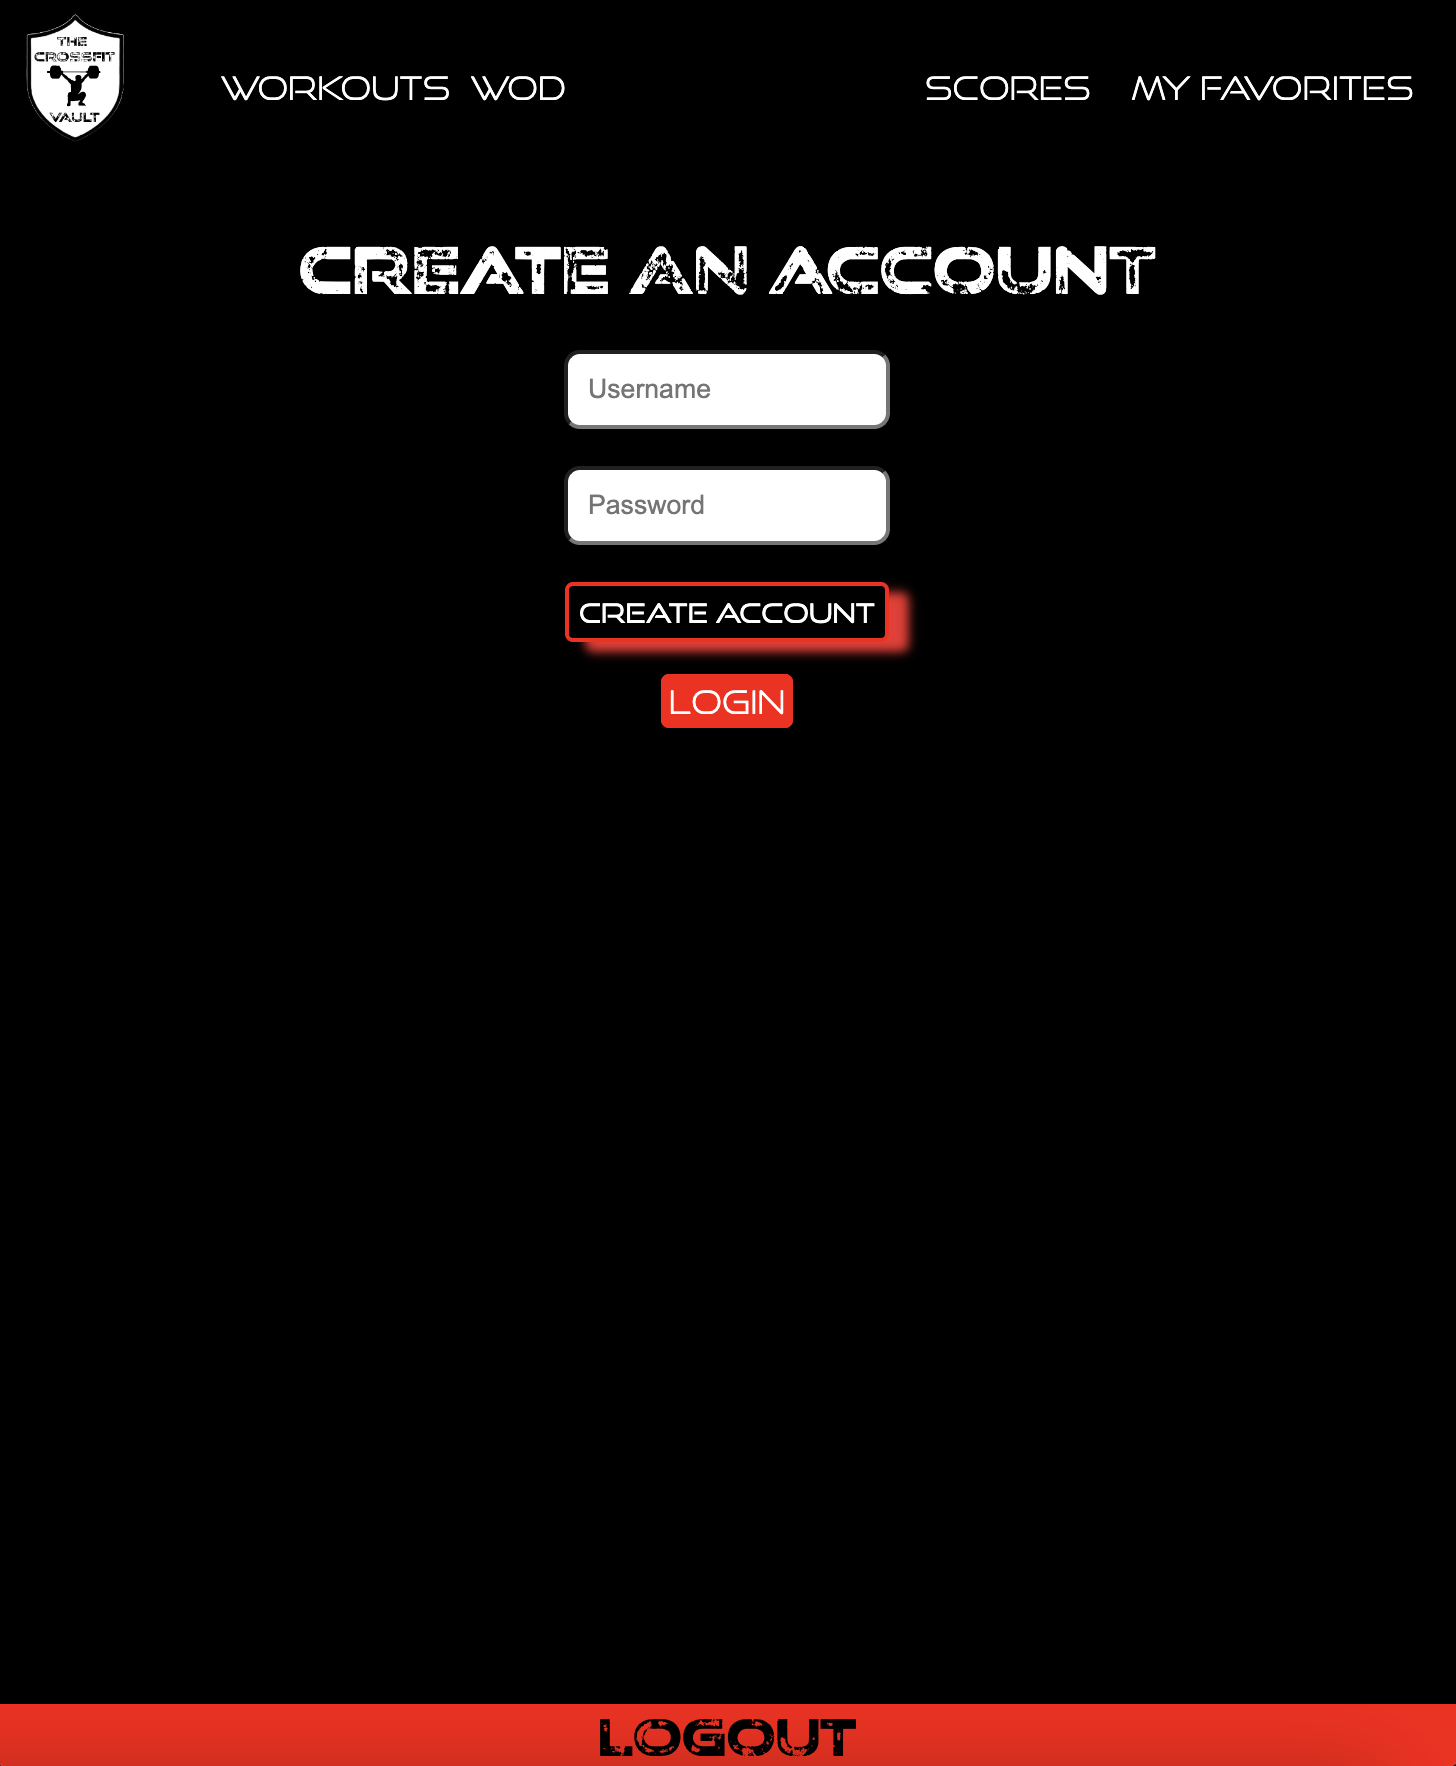 THE
CROSSFIT
VAULT
WORKOUTS WOD SCORES MY FAVORITES
CREATE AN ACCOUNT
Username
Password
CREATE ACCOUNT
LOGIN
LOGOUT